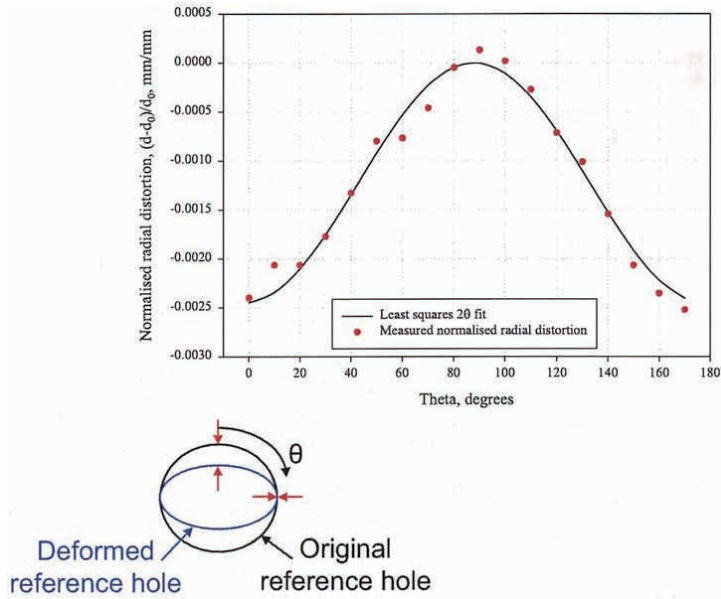 0.0005
0.0000
-0.0005
-0.0010
-0.0015
-0.0020
-0.0025
-0.0030
Normalised radial distortion, (d-d₀)/d₀, mm/mm
Least squares 2θ fit
Measured normalised radial distortion
0 20 40 60 80 100 120 140 160 180
Theta, degrees
θ
Deformed
reference hole
Original
reference hole